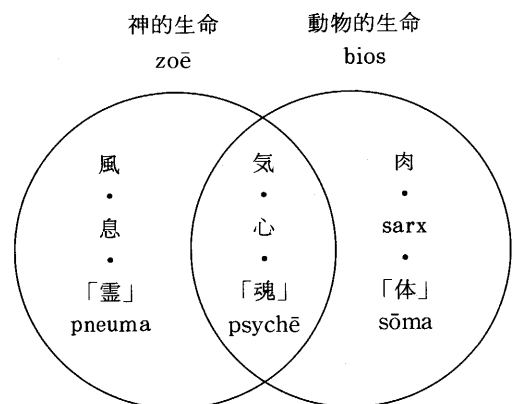 神的生命
zoē
動物的生命
bios
風
・
息
・
「霊」
pneuma
気
・
心
・
「魂」
psychē
肉
・
sarx
・
「体」
sōma